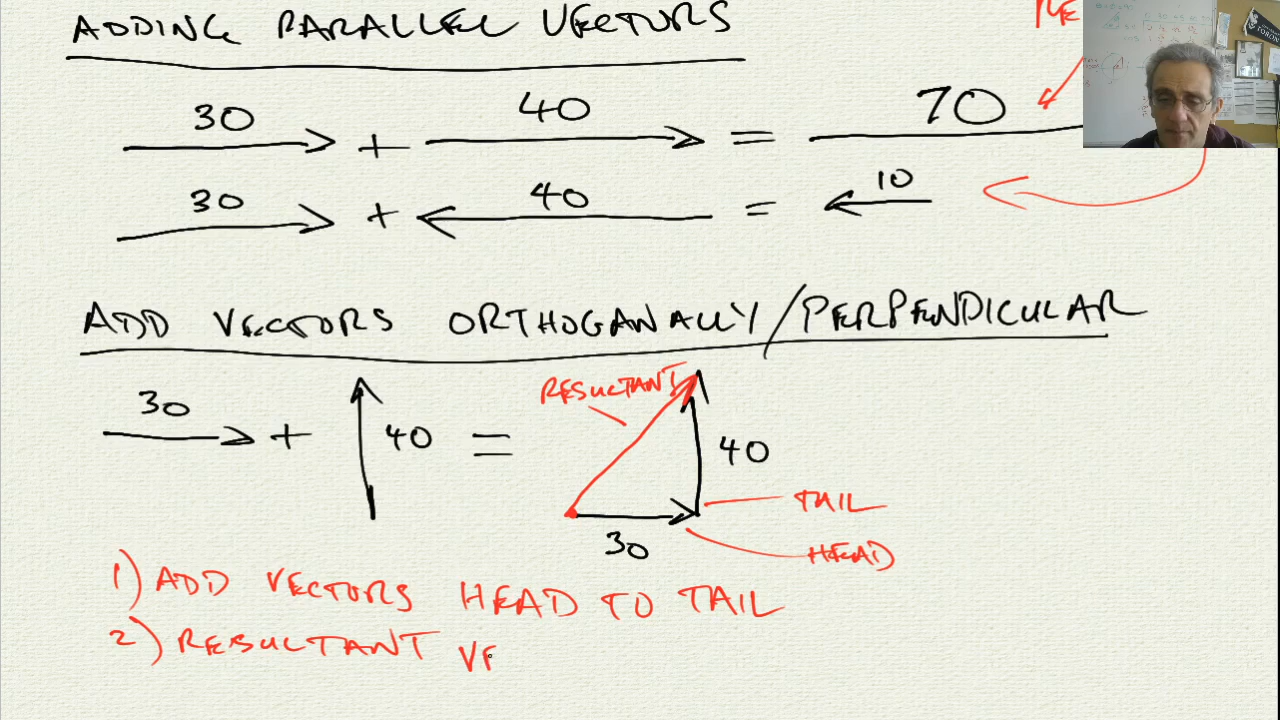 ADDING PARALLEL VECTORS
RE
30 + 40 = 70
30 + 40 = 10
ADD VECTORS ORTHOGANALLY/PERPENDICULAR
30 + 40 = RESULTANT 40
TAIL
30 HEAD
1) ADD VECTORS HEAD TO TAIL
2) RESULTANT VE